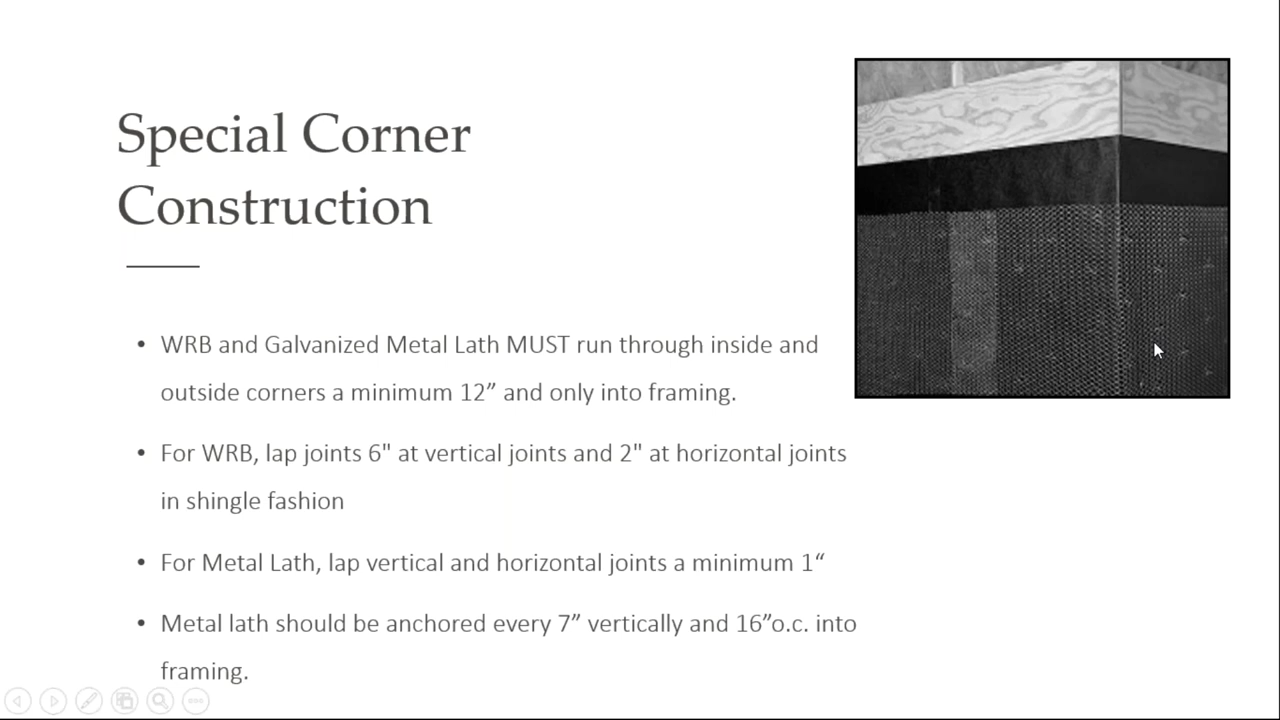 Special Corner
Construction
• WRB and Galvanized Metal Lath MUST run through inside and
outside corners a minimum 12” and only into framing.
• For WRB, lap joints 6" at vertical joints and 2" at horizontal joints
in shingle fashion
• For Metal Lath, lap vertical and horizontal joints a minimum 1“
• Metal lath should be anchored every 7” vertically and 16”o.c. into
framing.